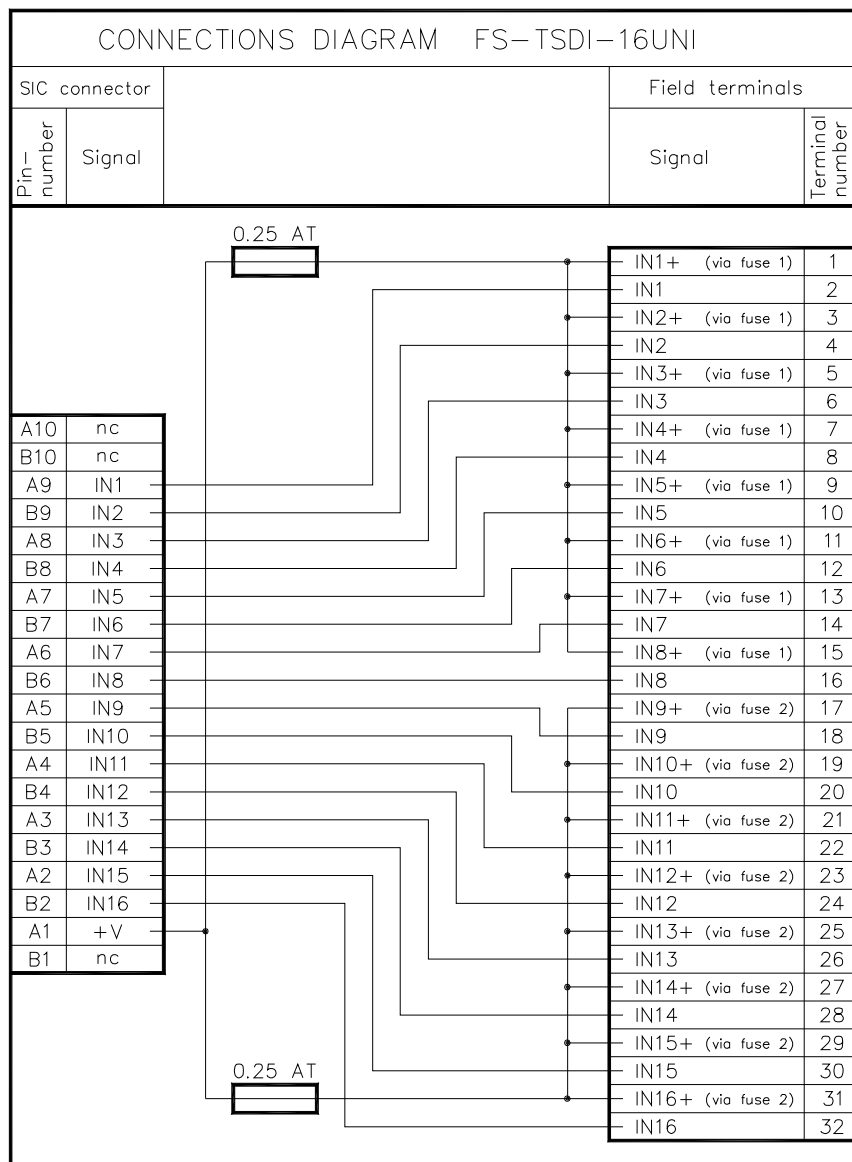 CONNECTIONS DIAGRAM FS-TSDI-16UNI
SIC connector Field terminals
Pin-number Signal Signal Terminal number
0.25 AT
IN1+ (via fuse 1) 1
IN1 2
IN2+ (via fuse 1) 3
IN2 4
IN3+ (via fuse 1) 5
IN3 6
A10 nc IN4+ (via fuse 1) 7
B10 nc IN4 8
A9 IN1 IN5+ (via fuse 1) 9
B9 IN2 IN5 10
A8 IN3 IN6+ (via fuse 1) 11
B8 IN4 IN6 12
A7 IN5 IN7+ (via fuse 1) 13
B7 IN6 IN7 14
A6 IN7 IN8+ (via fuse 1) 15
B6 IN8 IN8 16
A5 IN9 IN9+ (via fuse 2) 17
B5 IN10 IN9 18
A4 IN11 IN10+ (via fuse 2) 19
B4 IN12 IN10 20
A3 IN13 IN11+ (via fuse 2) 21
B3 IN14 IN11 22
A2 IN15 IN12+ (via fuse 2) 23
B2 IN16 IN12 24
A1 +V IN13+ (via fuse 2) 25
B1 nc IN13 26
IN14+ (via fuse 2) 27
IN14 28
IN15+ (via fuse 2) 29
0.25 AT IN15 30
IN16+ (via fuse 2) 31
IN16 32